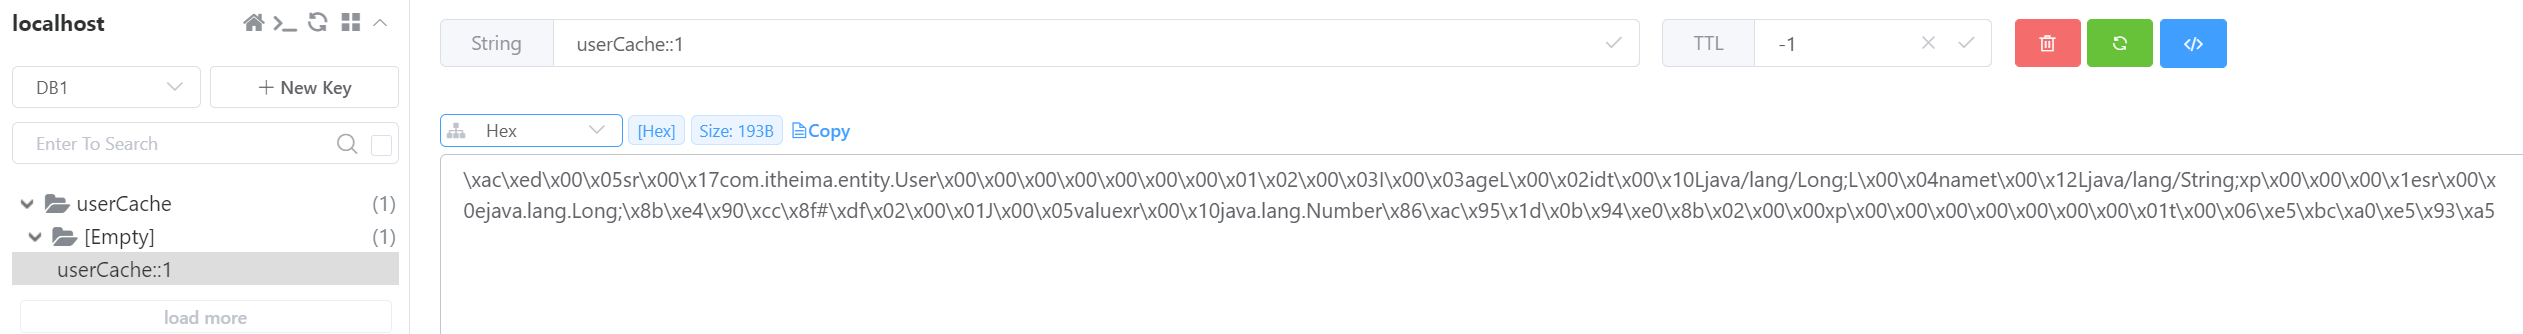 localhost
DB1
New Key
Enter To Search
userCache (1)
[Empty] (1)
userCache::1
load more
String userCache::1 TTL -1
Hex [Hex] Size: 193B Copy
\xac\xed\x00\x05sr\x00\x17com.itheima.entity.User\x00\x00\x00\x00\x00\x00\x00\x01\x02\x00\x03I\x00\x03ageL\x00\x02idt\x00\x10Ljava/lang/Long;L\x00\x04namet\x00\x12Ljava/lang/String;xp\x00\x00\x00\x1esr\x00\x
0ejava.lang.Long;\x8b\xe4\x90\xcc\x8f#\xdf\x02\x00\x01J\x00\x05valuexr\x00\x10java.lang.Number\x86\xac\x95\x1d\x0b\x94\xe0\x8b\x02\x00\x00xp\x00\x00\x00\x00\x00\x00\x00\x01t\x00\x06\xe5\xbc\xa0\xe5\x93\xa5